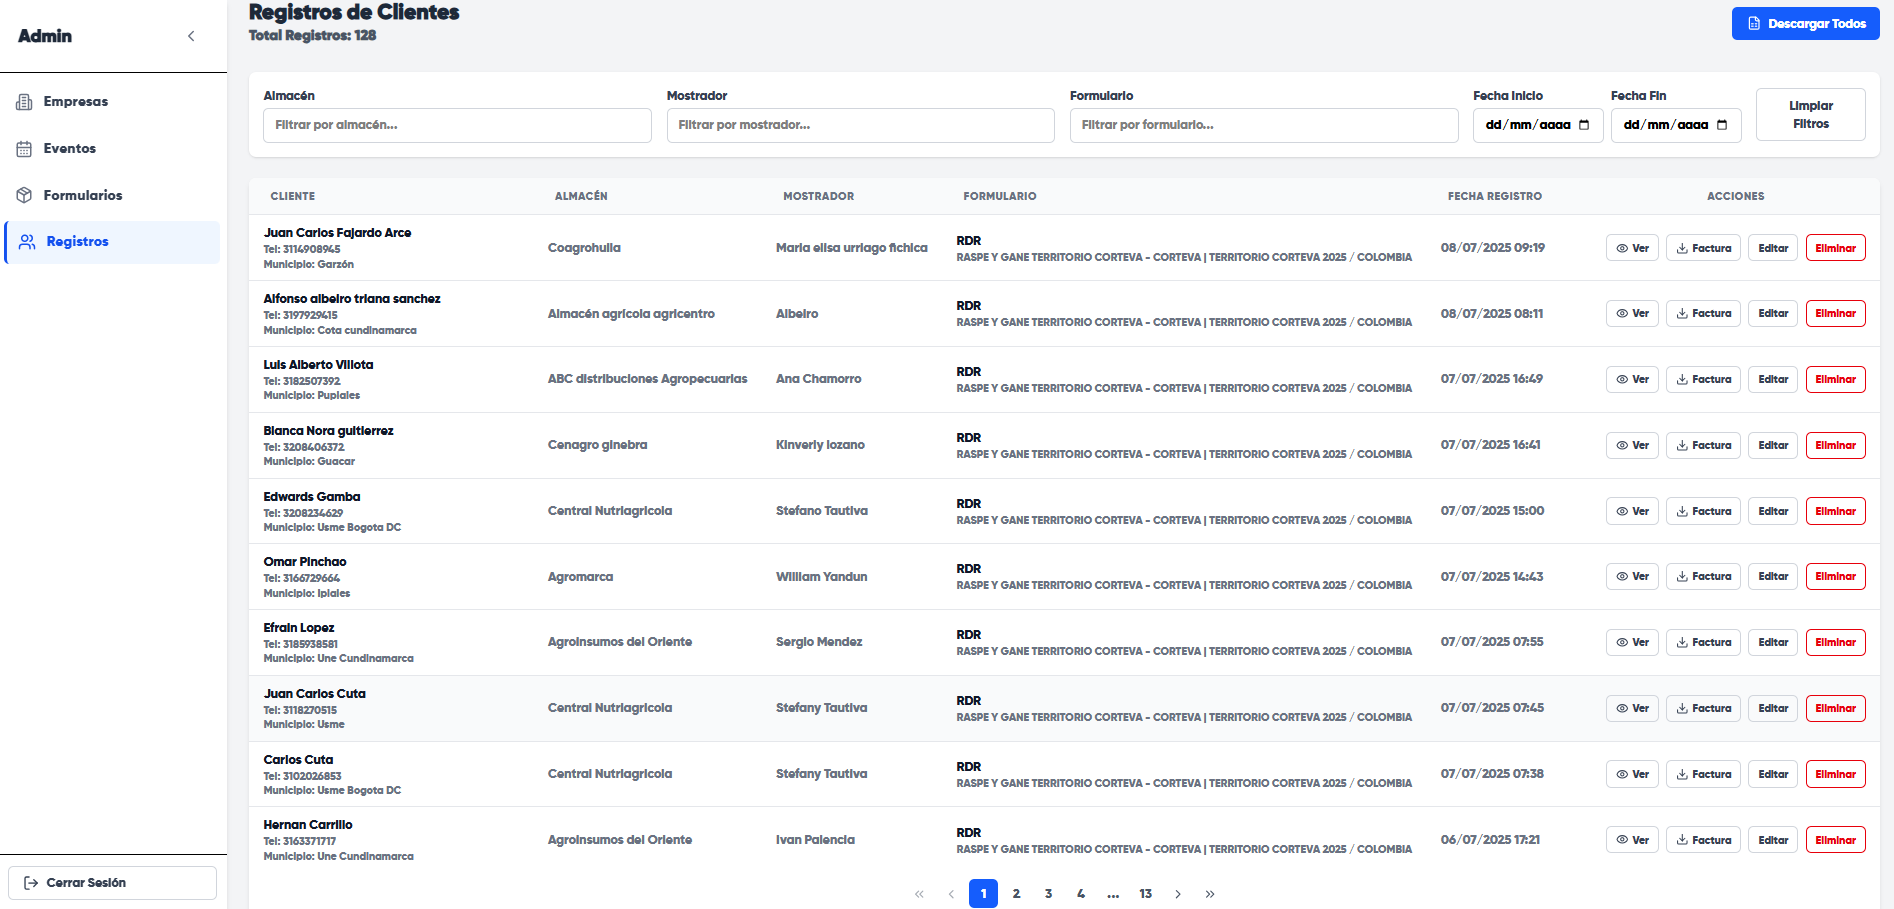 Admin
Empresas
Eventos
Formularios
Registros
Cerrar Sesión
Registros de Clientes
Total Registros: 128
Descargar Todos
Almacén
Mostrador
Formulario
Fecha Inicio
Fecha Fin
Filtrar por almacén...
Filtrar por mostrador...
Filtrar por formulario...
dd/mm/aaaa
dd/mm/aaaa
Limpiar
Filtros
CLIENTE ALMACÉN MOSTRADOR FORMULARIO FECHA REGISTRO ACCIONES
Juan Carlos Fajardo Arce
Tel: 3114908945
Municipio: Garzón
Coagrohuila
Maria elisa urriago fichica
RDR
RASPE Y GANE TERRITORIO CORTEVA - CORTEVA | TERRITORIO CORTEVA 2025 / COLOMBIA
08/07/2025 09:19
Ver Factura Editar Eliminar
Alfonso albeiro triana sanchez
Tel: 3197929415
Municipio: Cota cundinamarca
Almacén agrícola agricentro
Albeiro
RDR
RASPE Y GANE TERRITORIO CORTEVA - CORTEVA | TERRITORIO CORTEVA 2025 / COLOMBIA
08/07/2025 08:11
Ver Factura Editar Eliminar
Luis Alberto Villota
Tel: 3182507392
Municipio: Pupiales
ABC distribuciones Agropecuarias
Ana Chamorro
RDR
RASPE Y GANE TERRITORIO CORTEVA - CORTEVA | TERRITORIO CORTEVA 2025 / COLOMBIA
07/07/2025 16:49
Ver Factura Editar Eliminar
Blanca Nora guitierrez
Tel: 3208406372
Municipio: Guacar
Cenagro ginebra
Kinverly lozano
RDR
RASPE Y GANE TERRITORIO CORTEVA - CORTEVA | TERRITORIO CORTEVA 2025 / COLOMBIA
07/07/2025 16:41
Ver Factura Editar Eliminar
Edwards Gamba
Tel: 3208234629
Municipio: Usme Bogota DC
Central Nutriagricola
Stefano Tautiva
RDR
RASPE Y GANE TERRITORIO CORTEVA - CORTEVA | TERRITORIO CORTEVA 2025 / COLOMBIA
07/07/2025 15:00
Ver Factura Editar Eliminar
Omar Pinchao
Tel: 3166729664
Municipio: Ipiales
Agromarca
William Yandun
RDR
RASPE Y GANE TERRITORIO CORTEVA - CORTEVA | TERRITORIO CORTEVA 2025 / COLOMBIA
07/07/2025 14:43
Ver Factura Editar Eliminar
Efrain Lopez
Tel: 3185938581
Municipio: Une Cundinamarca
Agroinsumos del Oriente
Sergio Mendez
RDR
RASPE Y GANE TERRITORIO CORTEVA - CORTEVA | TERRITORIO CORTEVA 2025 / COLOMBIA
07/07/2025 07:55
Ver Factura Editar Eliminar
Juan Carlos Cuta
Tel: 3118270515
Municipio: Usme
Central Nutriagricola
Stefany Tautiva
RDR
RASPE Y GANE TERRITORIO CORTEVA - CORTEVA | TERRITORIO CORTEVA 2025 / COLOMBIA
07/07/2025 07:45
Ver Factura Editar Eliminar
Carlos Cuta
Tel: 3102026853
Municipio: Usme Bogota DC
Central Nutriagricola
Stefany Tautiva
RDR
RASPE Y GANE TERRITORIO CORTEVA - CORTEVA | TERRITORIO CORTEVA 2025 / COLOMBIA
07/07/2025 07:38
Ver Factura Editar Eliminar
Hernan Carrillo
Tel: 3163371717
Municipio: Une Cundinamarca
Agroinsumos del Oriente
Ivan Palencia
RDR
RASPE Y GANE TERRITORIO CORTEVA - CORTEVA | TERRITORIO CORTEVA 2025 / COLOMBIA
06/07/2025 17:21
Ver Factura Editar Eliminar
« ‹ 1 2 3 4 ... 13 › »